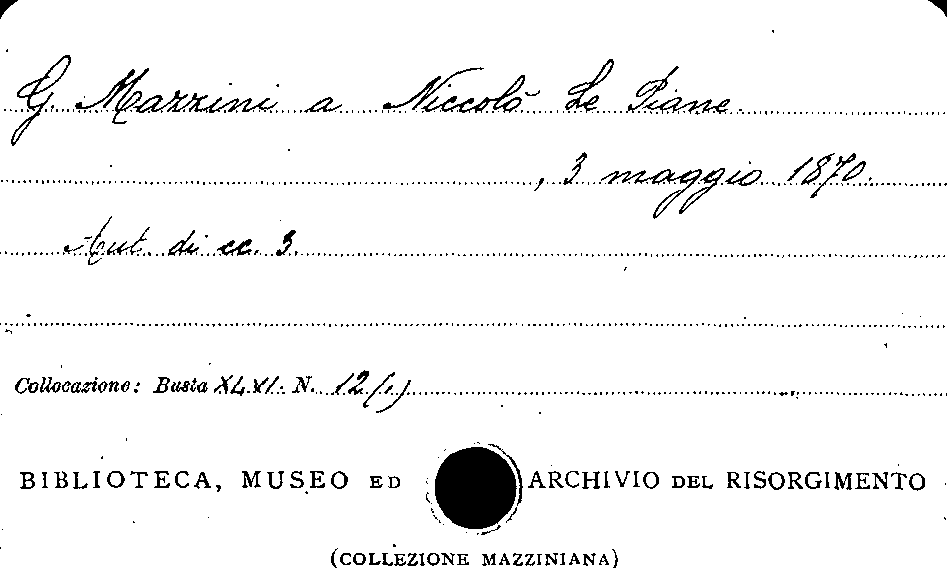 G. Mazzini a Niccolò Le Piane.
, 3 maggio 1870.
Aut. di cc. 3.
Collocazione: Busta XLVI. N. 12(1)
BIBLIOTECA, MUSEO ED ARCHIVIO DEL RISORGIMENTO
(COLLEZIONE MAZZINIANA)